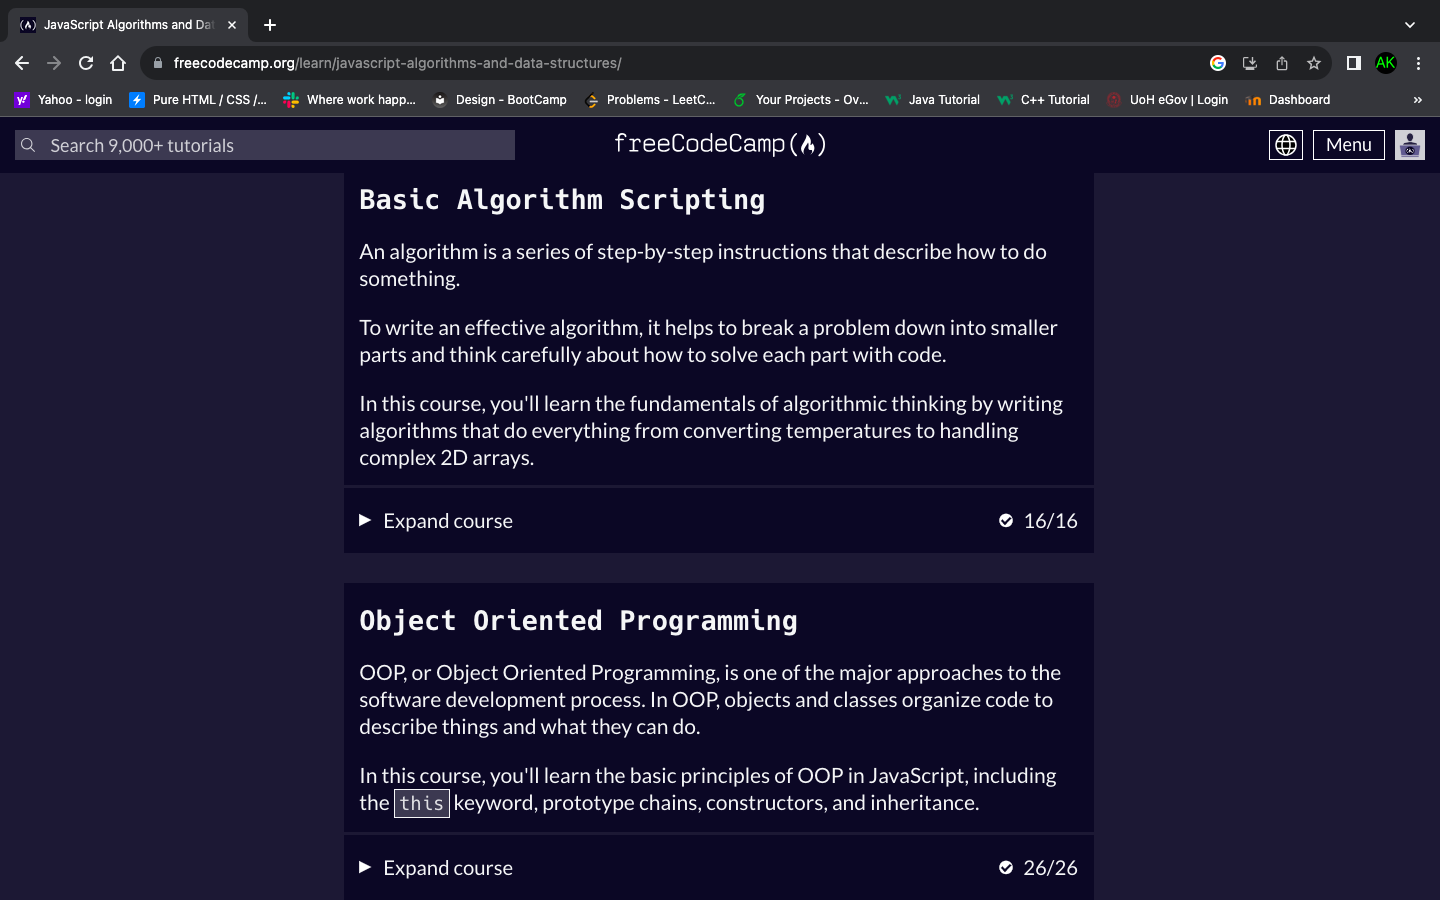 JavaScript Algorithms and Dat
freecodecamp.org/learn/javascript-algorithms-and-data-structures/
AK
Yahoo - login
Pure HTML / CSS /...
Where work happ...
Design - BootCamp
Problems - LeetC...
Your Projects - Ov...
Java Tutorial
C++ Tutorial
UoH eGov | Login
Dashboard
»
Search 9,000+ tutorials
freeCodeCamp
Menu
Basic Algorithm Scripting
An algorithm is a series of step-by-step instructions that describe how to do
something.
To write an effective algorithm, it helps to break a problem down into smaller
parts and think carefully about how to solve each part with code.
In this course, you'll learn the fundamentals of algorithmic thinking by writing
algorithms that do everything from converting temperatures to handling
complex 2D arrays.
Expand course 16/16
Object Oriented Programming
OOP, or Object Oriented Programming, is one of the major approaches to the
software development process. In OOP, objects and classes organize code to
describe things and what they can do.
In this course, you'll learn the basic principles of OOP in JavaScript, including
the this keyword, prototype chains, constructors, and inheritance.
Expand course 26/26